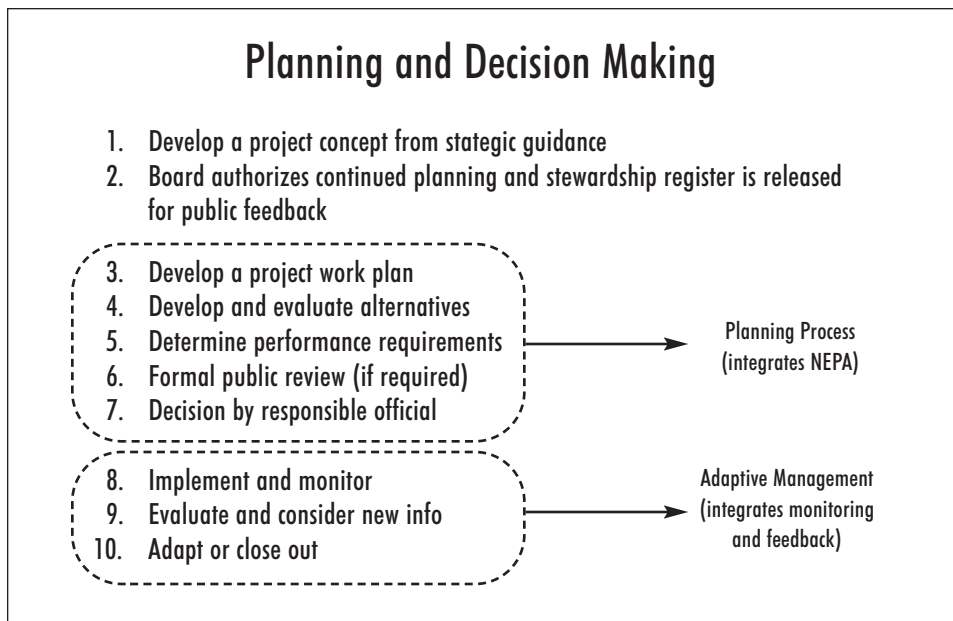 Planning and Decision Making
1. Develop a project concept from stategic guidance
2. Board authorizes continued planning and stewardship register is released
for public feedback
3. Develop a project work plan
4. Develop and evaluate alternatives
5. Determine performance requirements
6. Formal public review (if required)
7. Decision by responsible official
Planning Process
(integrates NEPA)
8. Implement and monitor
9. Evaluate and consider new info
10. Adapt or close out
Adaptive Management
(integrates monitoring
and feedback)